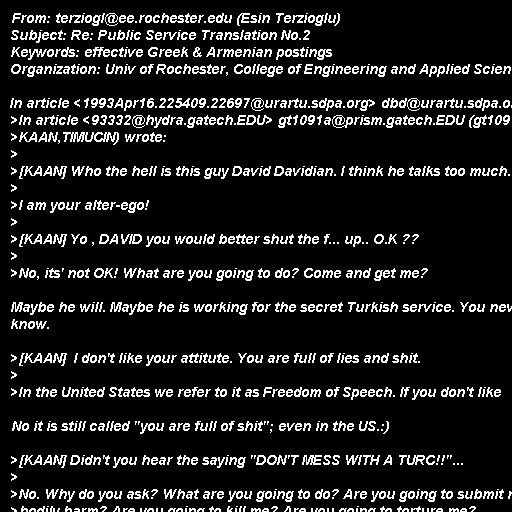 From: terziogl@ee.rochester.edu (Esin Terzioglu)
Subject: Re: Public Service Translation No.2
Keywords: effective Greek & Armenian postings
Organization: Univ of Rochester, College of Engineering and Applied Scien
In article <1993Apr16.225409.22697@urartu.sdpa.org> dbd@urartu.sdpa.o
>In article <93332@hydra.gatech.EDU> gt1091a@prism.gatech.EDU (gt109
>KAAN,TIMUCIN) wrote:
>
>[KAAN] Who the hell is this guy David Davidian. I think he talks too much.
>
>I am your alter-ego!
>
>[KAAN] Yo , DAVID you would better shut the f... up.. O.K ??
>
>No, its' not OK! What are you going to do? Come and get me?
Maybe he will. Maybe he is working for the secret Turkish service. You nev
know.
>[KAAN]  I don't like your attitute. You are full of lies and shit.
>
>In the United States we refer to it as Freedom of Speech. If you don't like
No it is still called "you are full of shit"; even in the US.:)
>[KAAN] Didn't you hear the saying "DON'T MESS WITH A TURC!!"...
>
>No. Why do you ask? What are you going to do? Are you going to submit
>bodily harm? Are you going to kill me? Are you going to torture me?